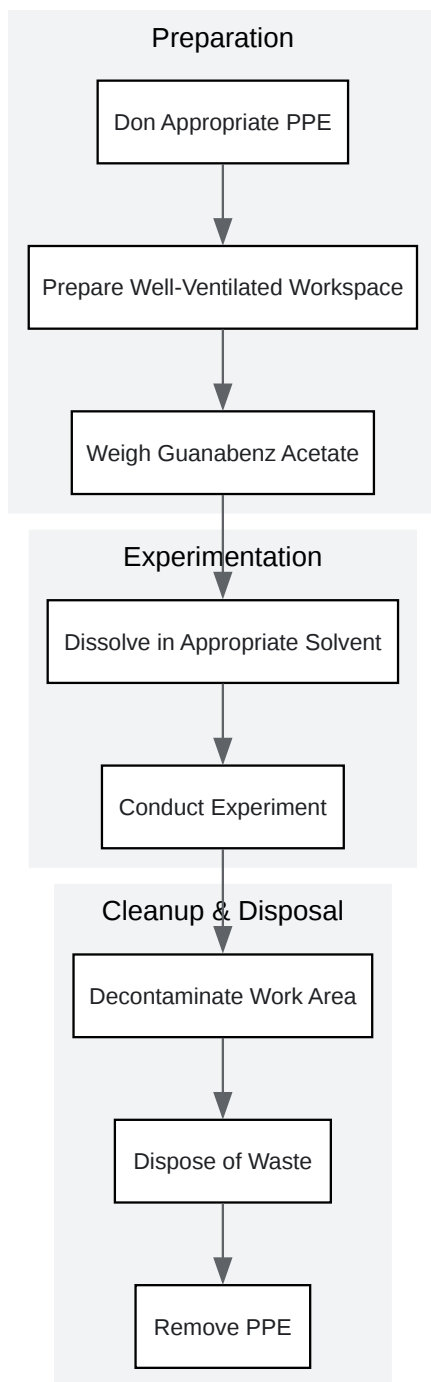 Preparation
Don Appropriate PPE
Prepare Well-Ventilated Workspace
Weigh Guanabenz Acetate
Experimentation
Dissolve in Appropriate Solvent
Conduct Experiment
Cleanup & Disposal
Decontaminate Work Area
Dispose of Waste
Remove PPE